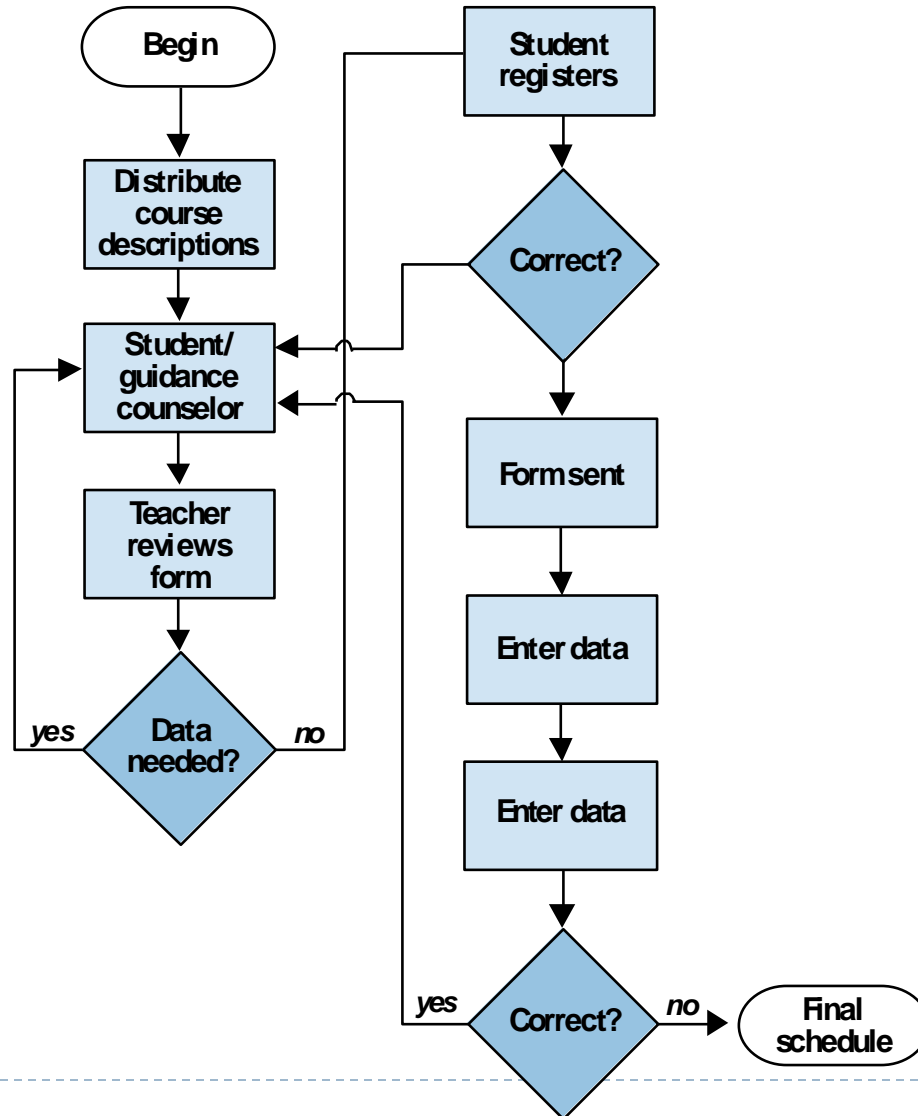 Begin
Distribute
course
descriptions
Student/
guidance
counselor
Teacher
reviews
form
yes
Data
needed?
no
Student
registers
Correct?
Form sent
Enter data
Enter data
yes
Correct?
no
Final
schedule